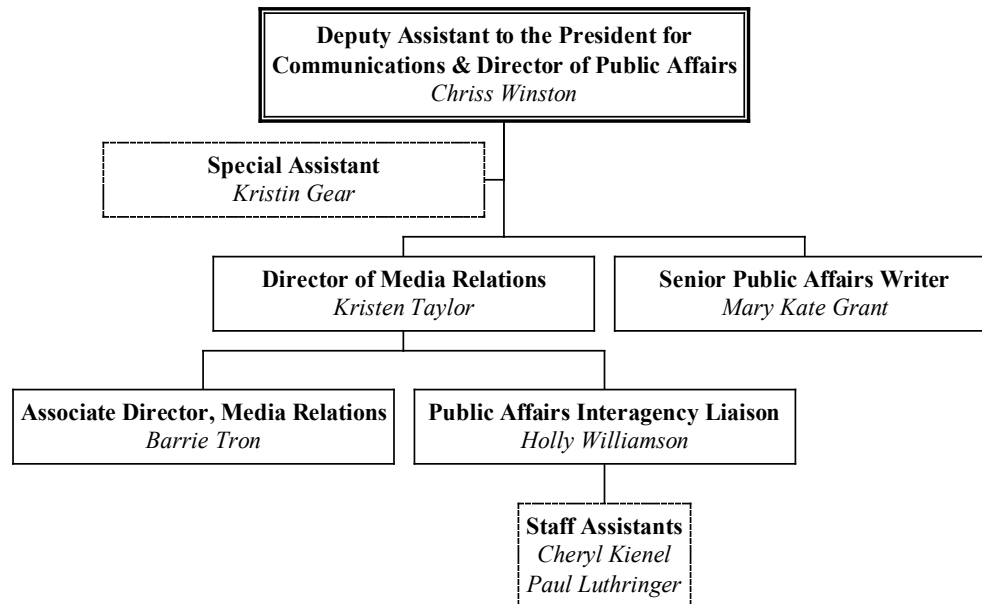 Deputy Assistant to the President for
Communications & Director of Public Affairs
Chriss Winston
Special Assistant
Kristin Gear
Director of Media Relations
Kristen Taylor
Senior Public Affairs Writer
Mary Kate Grant
Associate Director, Media Relations
Barrie Tron
Public Affairs Interagency Liaison
Holly Williamson
Staff Assistants
Cheryl Kienel
Paul Luthringer